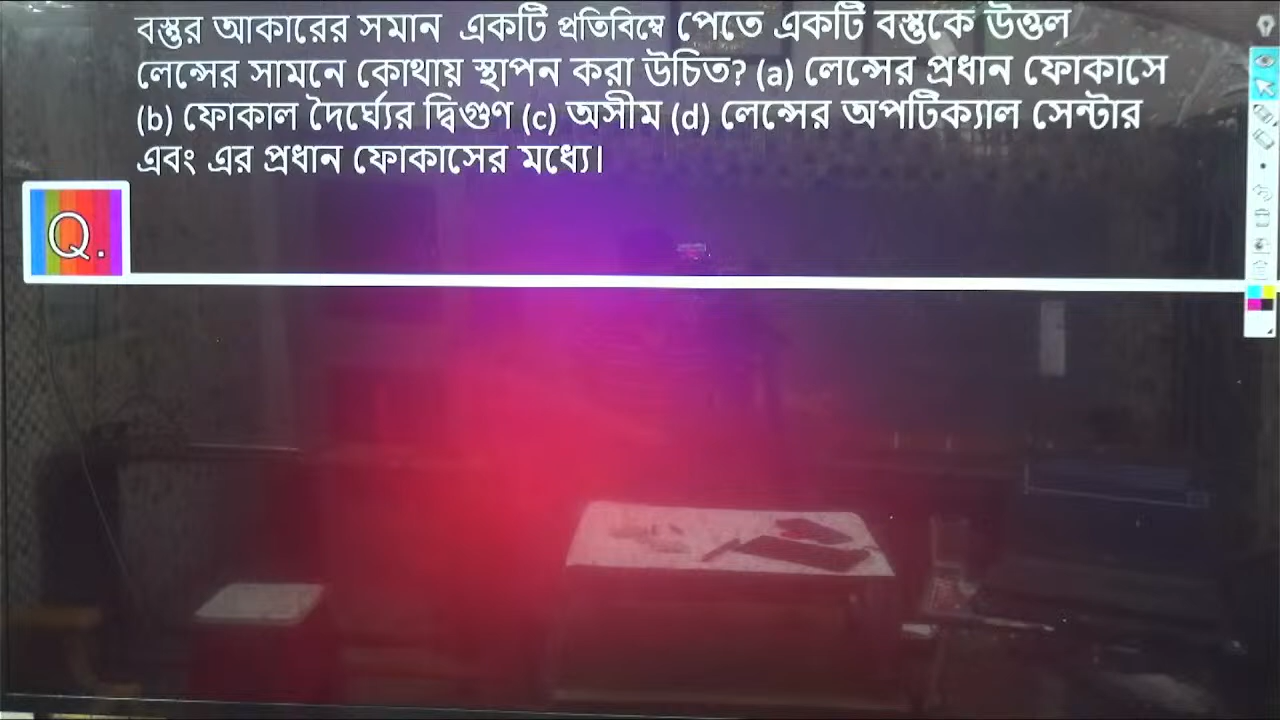 বস্তুর আকারের সমান একটি প্রতিবিম্বে পেতে একটি বস্তুকে উত্তল
লেন্সের সামনে কোথায় স্থাপন করা উচিত? (a) লেন্সের প্রধান ফোকাসে
(b) ফোকাল দৈর্ঘ্যের দ্বিগুণ (c) অসীম (d) লেন্সের অপটিক্যাল সেন্টার
এবং এর প্রধান ফোকাসের মধ্যে।
Q.